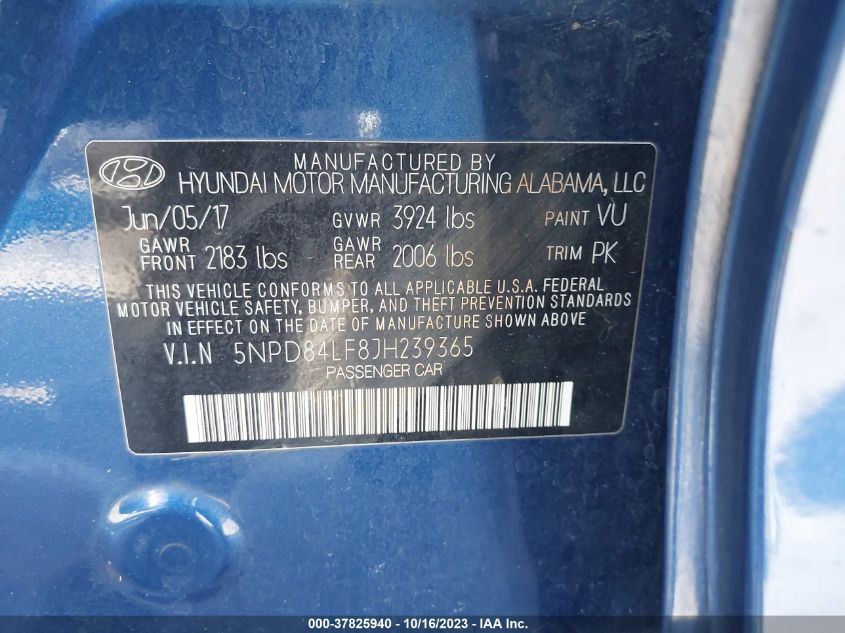 MANUFACTURED BY
HYUNDAI MOTOR MANUFACTURING ALABAMA, LLC
Jun/05/17 GVWR 3924 lbs PAINT VU
GAWR FRONT 2183 lbs GAWR REAR 2006 lbs TRIM PK
THIS VEHICLE CONFORMS TO ALL APPLICABLE U.S.A. FEDERAL
MOTOR VEHICLE SAFETY, BUMPER, AND THEFT PREVENTION STANDARDS
IN EFFECT ON THE DATE OF MANUFACTURE SHOWN ABOVE
V.I.N 5NPD84LF8JH239365
PASSENGER CAR
000-37825940 - 10/16/2023 - IAA Inc.